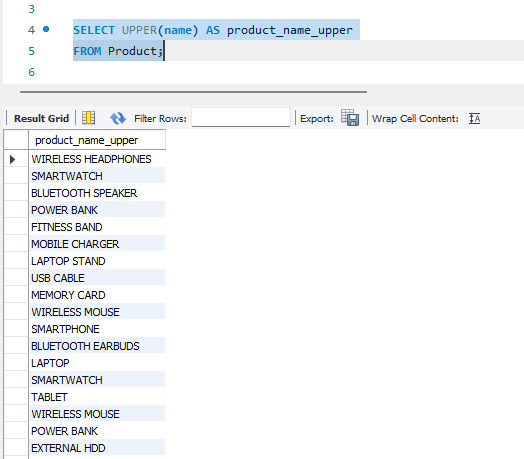 3
4 SELECT UPPER(name) AS product_name_upper
5 FROM Product;
6
Result Grid Filter Rows: Export: Wrap Cell Content: IA
product_name_upper
WIRELESS HEADPHONES
SMARTWATCH
BLUETOOTH SPEAKER
POWER BANK
FITNESS BAND
MOBILE CHARGER
LAPTOP STAND
USB CABLE
MEMORY CARD
WIRELESS MOUSE
SMARTPHONE
BLUETOOTH EARBUDS
LAPTOP
SMARTWATCH
TABLET
WIRELESS MOUSE
POWER BANK
EXTERNAL HDD